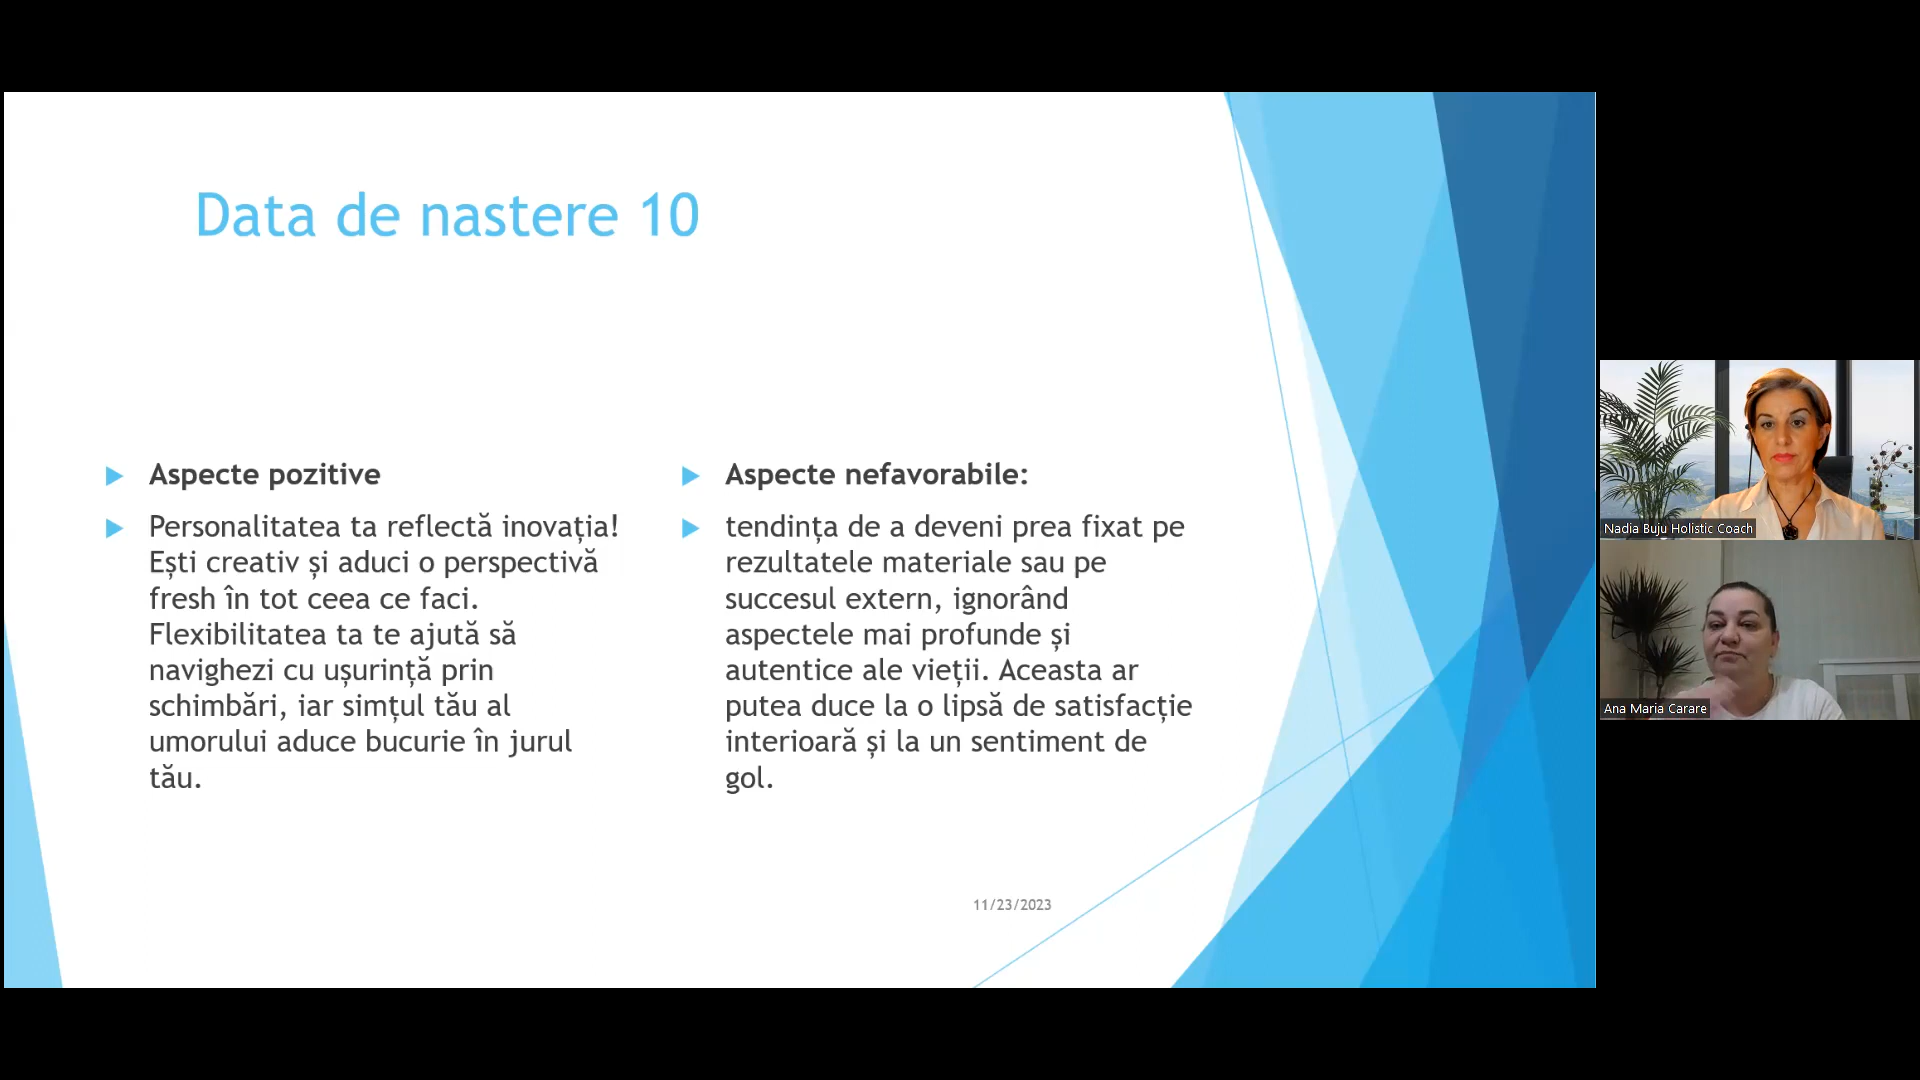 Data de nastere 10
Aspecte pozitive
Personalitatea ta reflectă inovația!
Ești creativ și aduci o perspectivă
fresh în tot ceea ce faci.
Flexibilitatea ta te ajută să
navighezi cu ușurință prin
schimbări, iar simțul tău al
umorului aduce bucurie în jurul
tău.
Aspecte nefavorabile:
tendința de a deveni prea fixat pe
rezultatele materiale sau pe
succesul extern, ignorând
aspectele mai profunde și
autentice ale vieții. Aceasta ar
putea duce la o lipsă de satisfacție
interioară și la un sentiment de
gol.
11/23/2023
Nadia Buju Holistic Coach
Ana Maria Carare